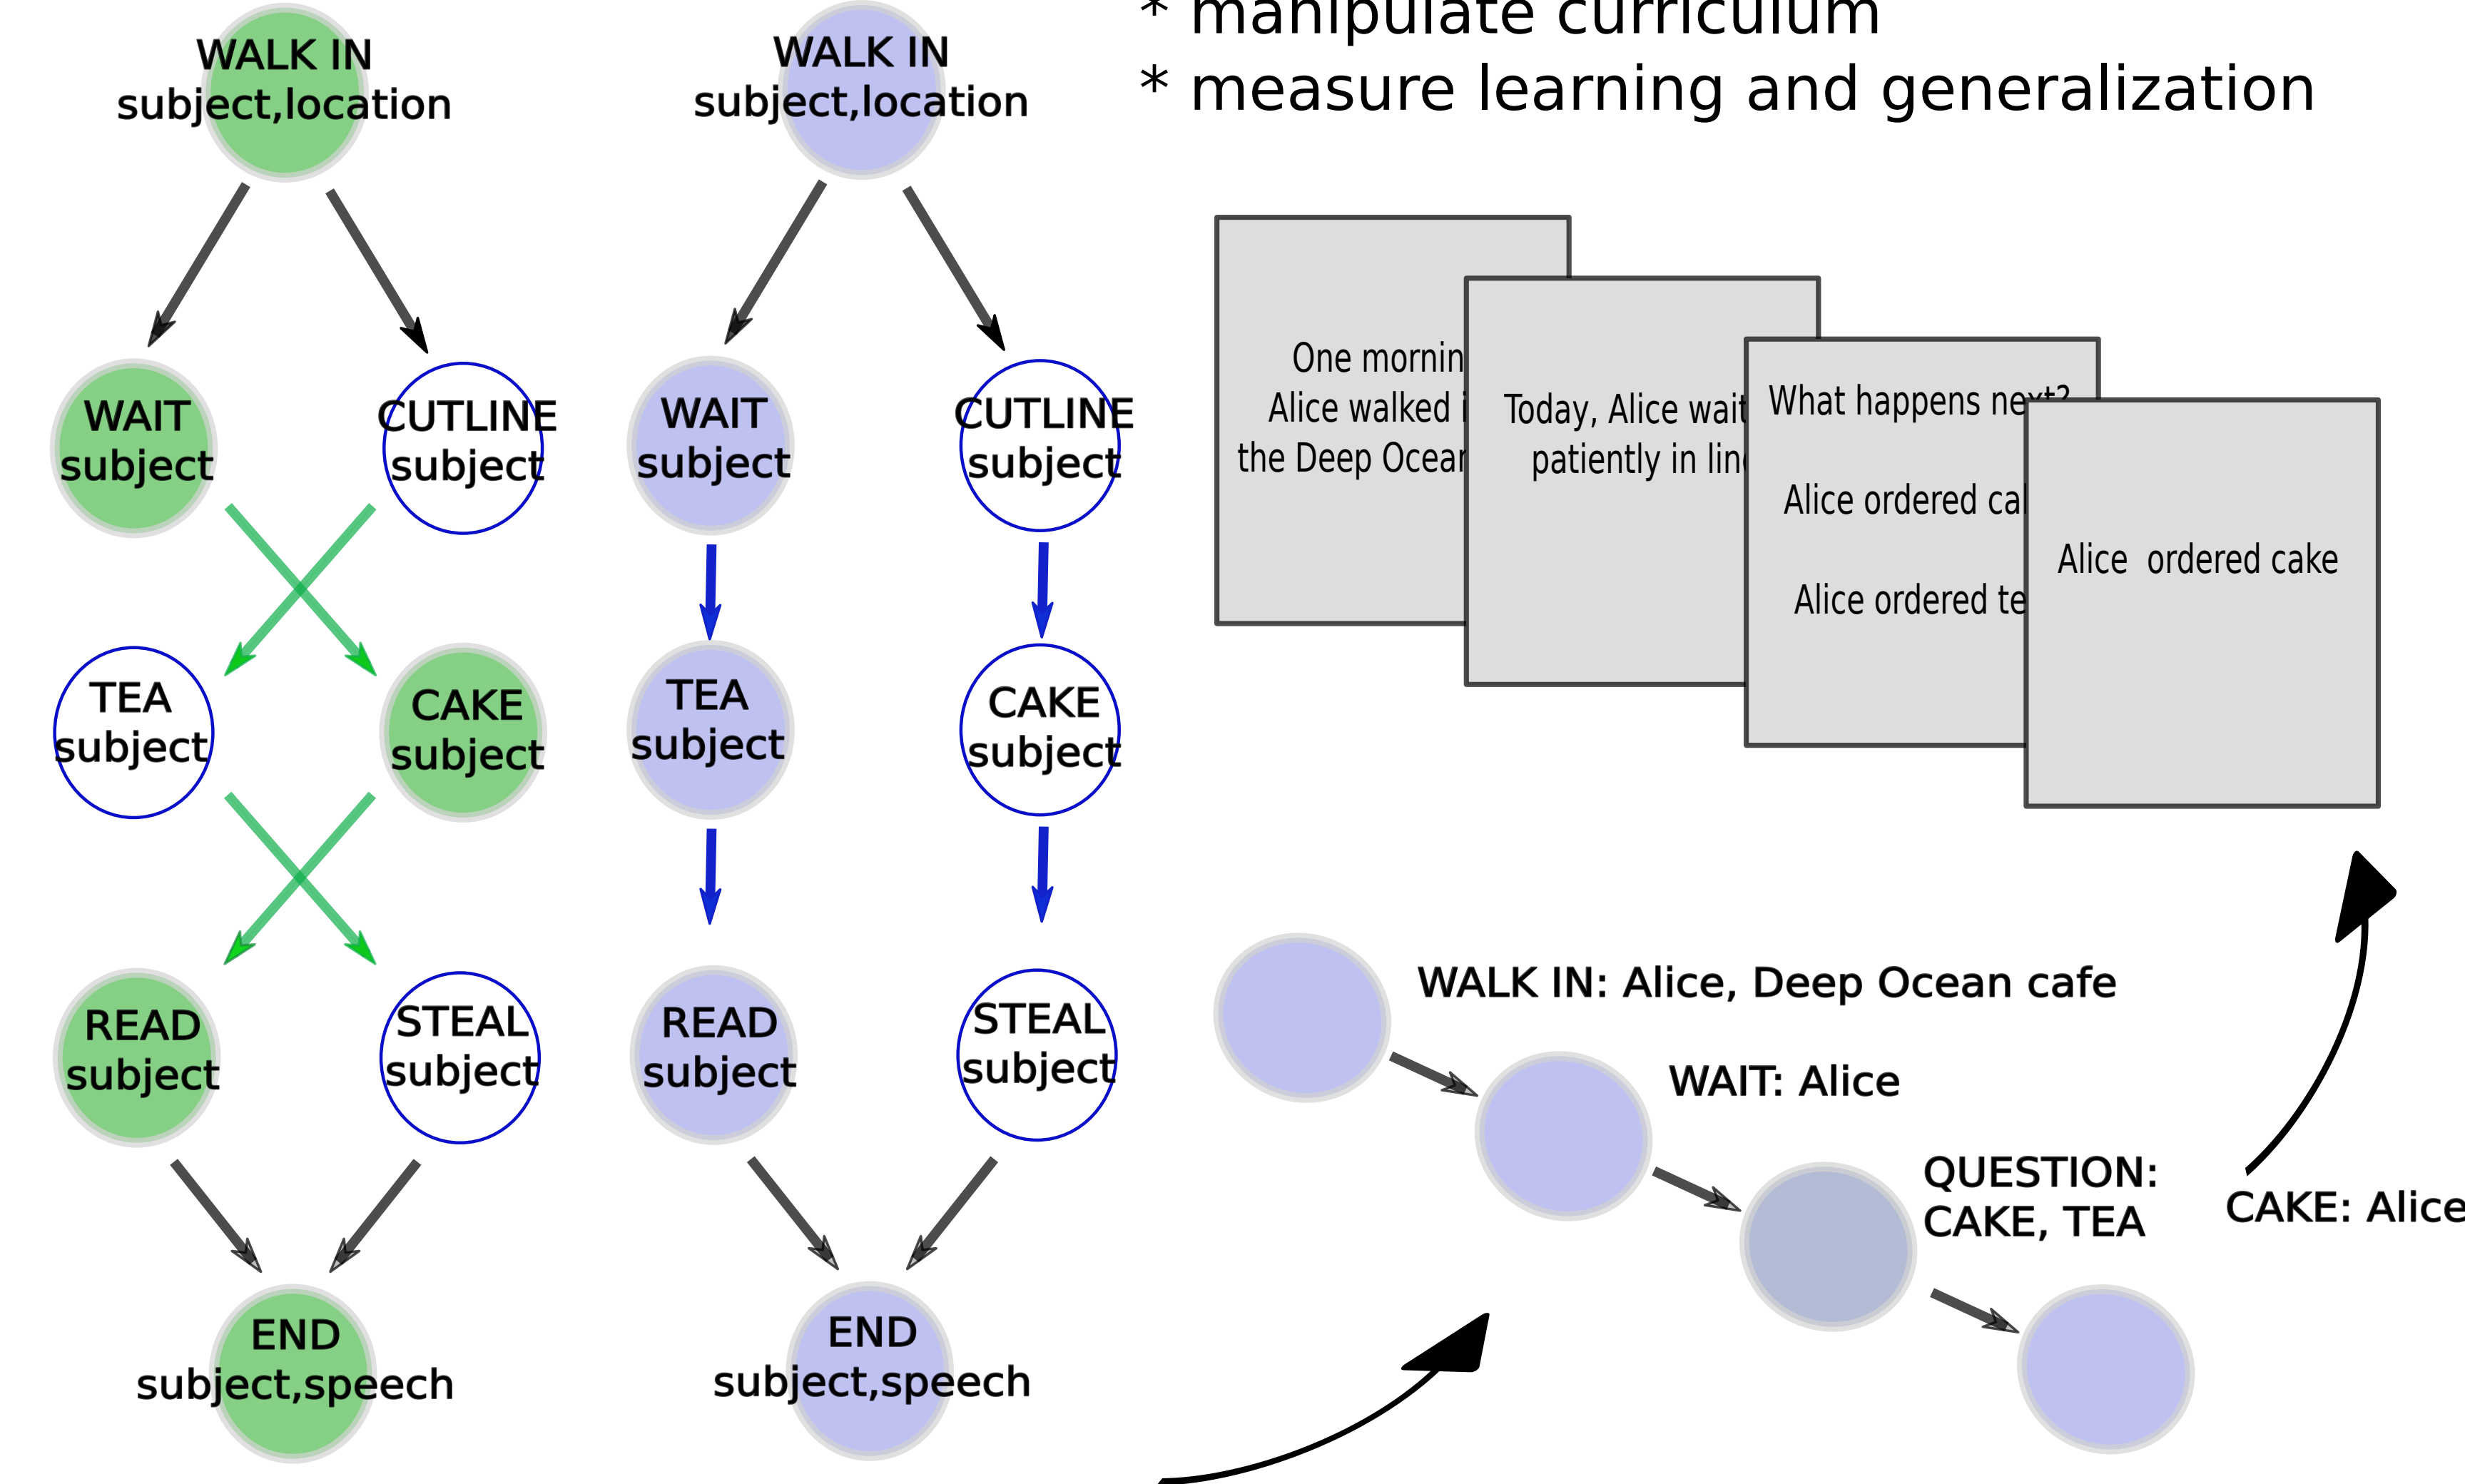 * manipulate curriculum
* measure learning and generalization
WALK IN
subject,location
WAIT
subject
CUTLINE
subject
TEA
subject
CAKE
subject
READ
subject
STEAL
subject
END
subject,speech
WALK IN
subject,location
WAIT
subject
CUTLINE
subject
TEA
subject
CAKE
subject
READ
subject
STEAL
subject
END
subject,speech
One mornin
Alice walked i
the Deep Ocean
Today, Alice wait
patiently in line
What happens next?
Alice ordered cak
Alice ordered te
Alice ordered cake
WALK IN: Alice, Deep Ocean cafe
WAIT: Alice
QUESTION:
CAKE, TEA
CAKE: Alice